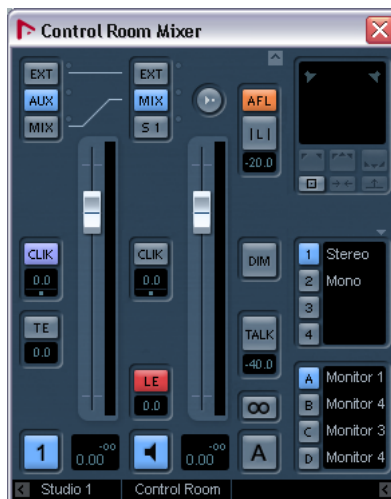 Control Room Mixer
EXT EXT
AUX MIX AFL
MIX S 1 | L |
-20.0
CLIK CLIK DIM
0.0 0.0
1 Stereo
2 Mono
3
4
TE TALK
0.0 -40.0
LE
0.0
A Monitor 1
B Monitor 4
C Monitor 3
D Monitor 4
∞
1 -oo 0.00 -oo 0.00 A
Studio 1 Control Room